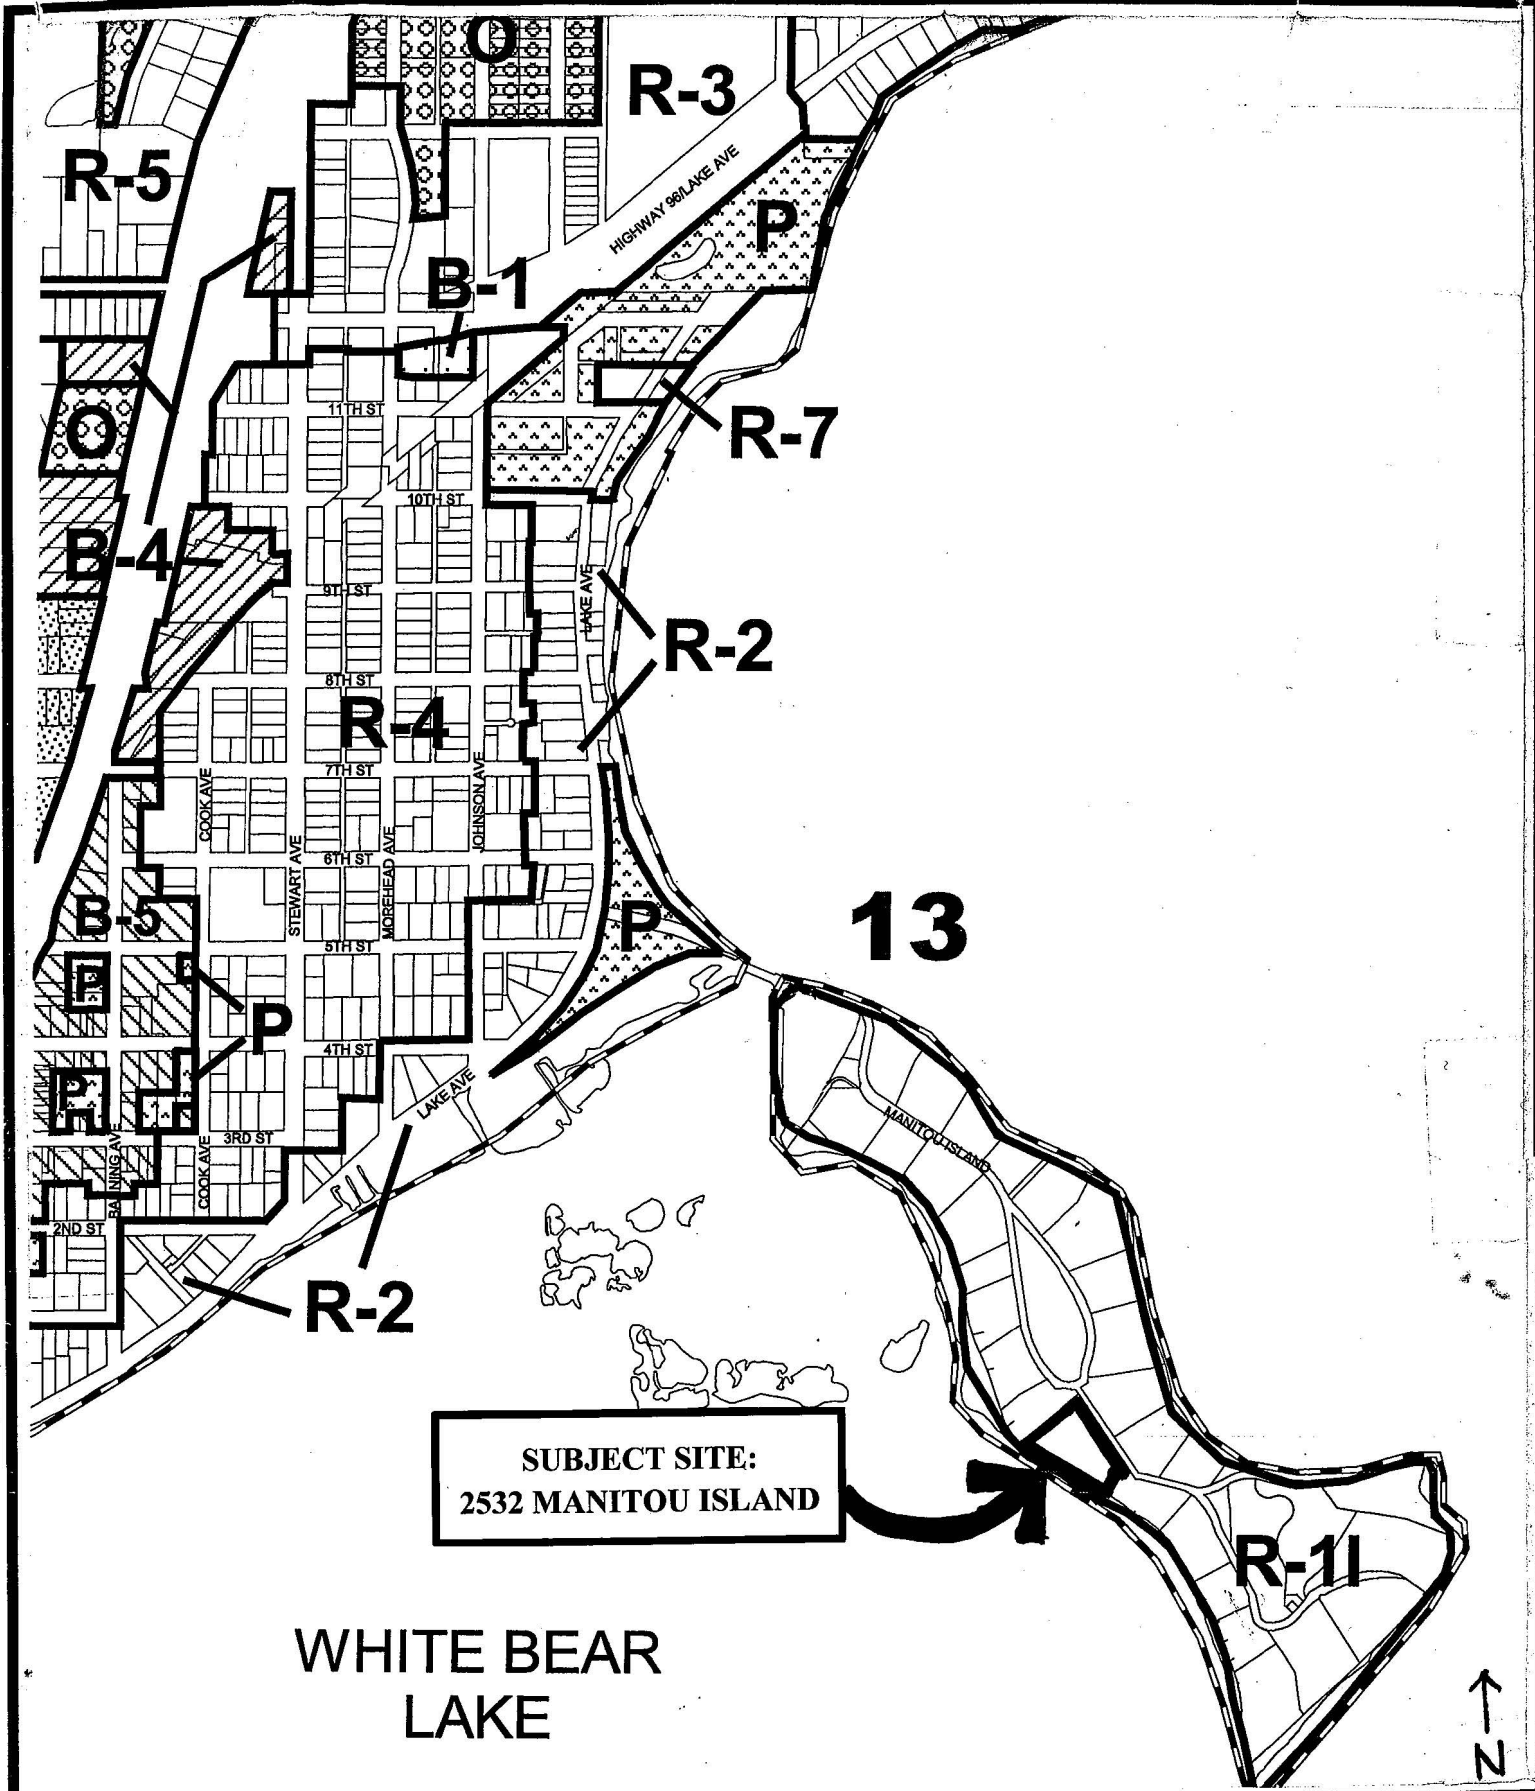 O
R-3
R-5
HIGHWAY 96/LAKE AVE
P
B-1
11TH ST
R-7
O
10TH ST
B-4
9TH ST
LAKE AVE
R-2
8TH ST
R-4
7TH ST
COOK AVE
JOHNSON AVE
STEWART AVE
MOREHEAD AVE
6TH ST
B-5
P
13
5TH ST
P
P
4TH ST
P
LAKE AVE
MANITOU ISLAND
3RD ST
BANNING AVE
COOK AVE
2ND ST
R-2
R-2
SUBJECT SITE:
2532 MANITOU ISLAND
R-1I
WHITE BEAR
LAKE
N